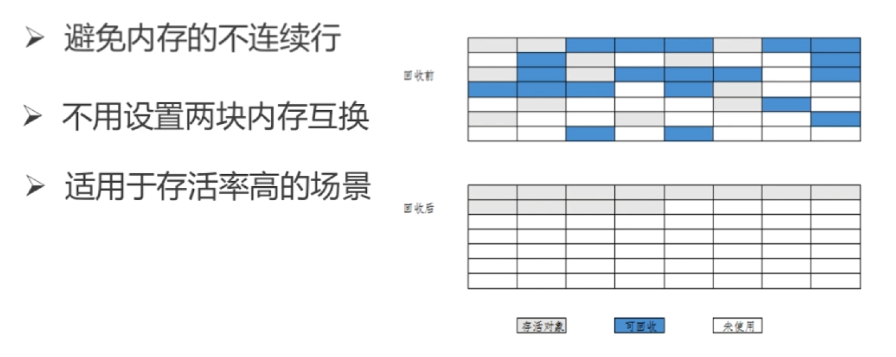 ➢ 避免内存的不连续行
回收前
➢ 不用设置两块内存互换
➢ 适用于存活率高的场景
回收后
存活对象 可回收 未使用